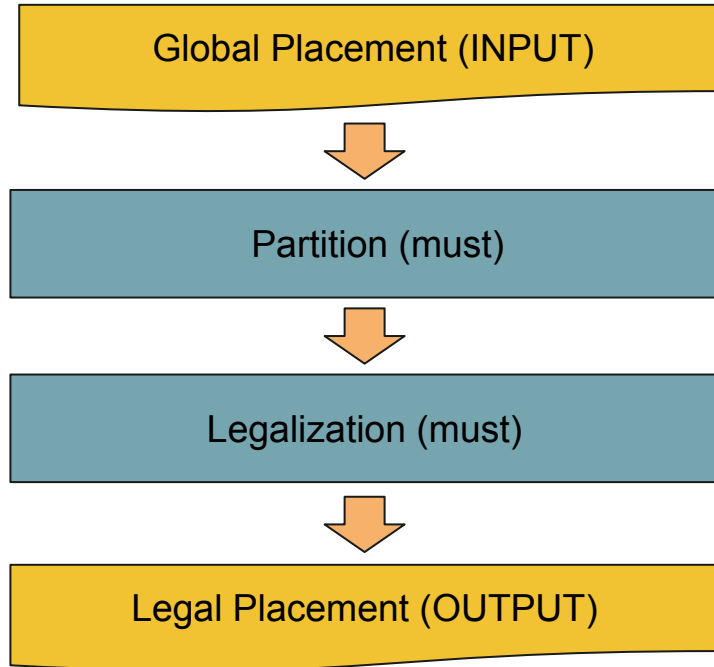 Global Placement (INPUT)
Partition (must)
Legalization (must)
Legal Placement (OUTPUT)